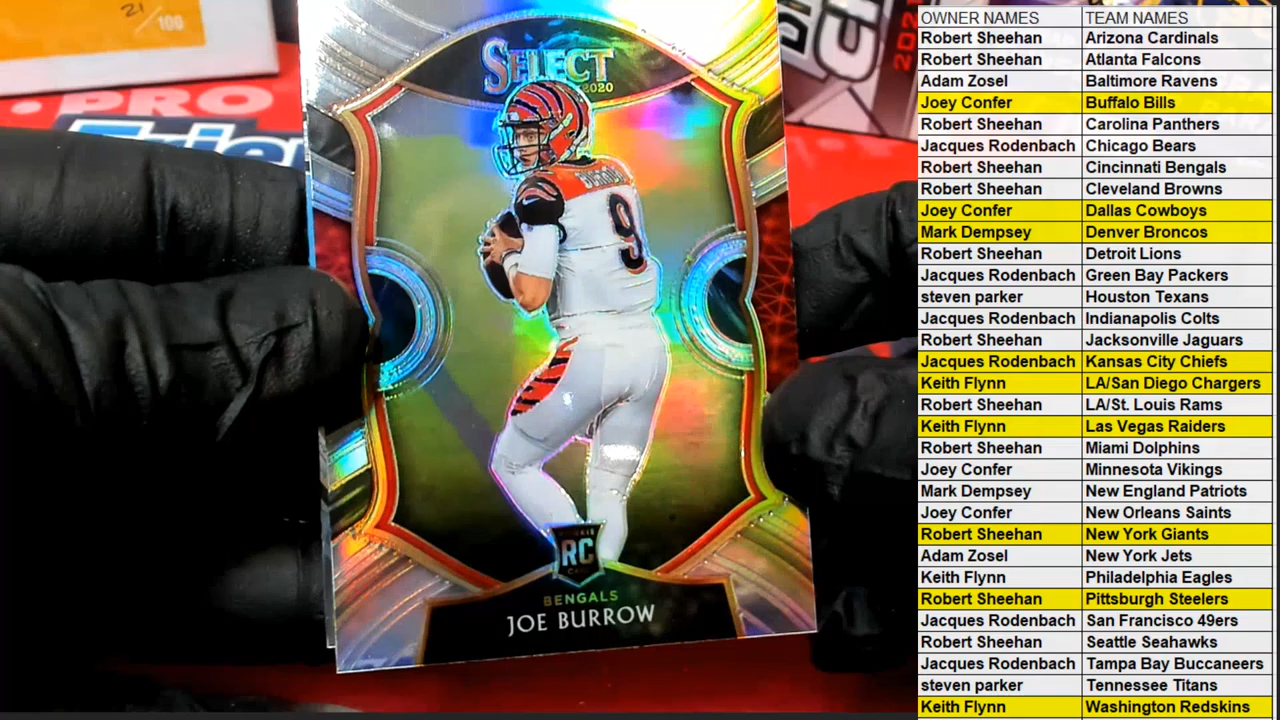 21
/100
PRO
SELECT
2020
BURROW
9
ROOKIE
RC
CARD
BENGALS
JOE BURROW
202
OWNER NAMES TEAM NAMES
Robert Sheehan Arizona Cardinals
Robert Sheehan Atlanta Falcons
Adam Zosel Baltimore Ravens
Joey Confer Buffalo Bills
Robert Sheehan Carolina Panthers
Jacques Rodenbach Chicago Bears
Robert Sheehan Cincinnati Bengals
Robert Sheehan Cleveland Browns
Joey Confer Dallas Cowboys
Mark Dempsey Denver Broncos
Robert Sheehan Detroit Lions
Jacques Rodenbach Green Bay Packers
steven parker Houston Texans
Jacques Rodenbach Indianapolis Colts
Robert Sheehan Jacksonville Jaguars
Jacques Rodenbach Kansas City Chiefs
Keith Flynn LA/San Diego Chargers
Robert Sheehan LA/St. Louis Rams
Keith Flynn Las Vegas Raiders
Robert Sheehan Miami Dolphins
Joey Confer Minnesota Vikings
Mark Dempsey New England Patriots
Joey Confer New Orleans Saints
Robert Sheehan New York Giants
Adam Zosel New York Jets
Keith Flynn Philadelphia Eagles
Robert Sheehan Pittsburgh Steelers
Jacques Rodenbach San Francisco 49ers
Robert Sheehan Seattle Seahawks
Jacques Rodenbach Tampa Bay Buccaneers
steven parker Tennessee Titans
Keith Flynn Washington Redskins